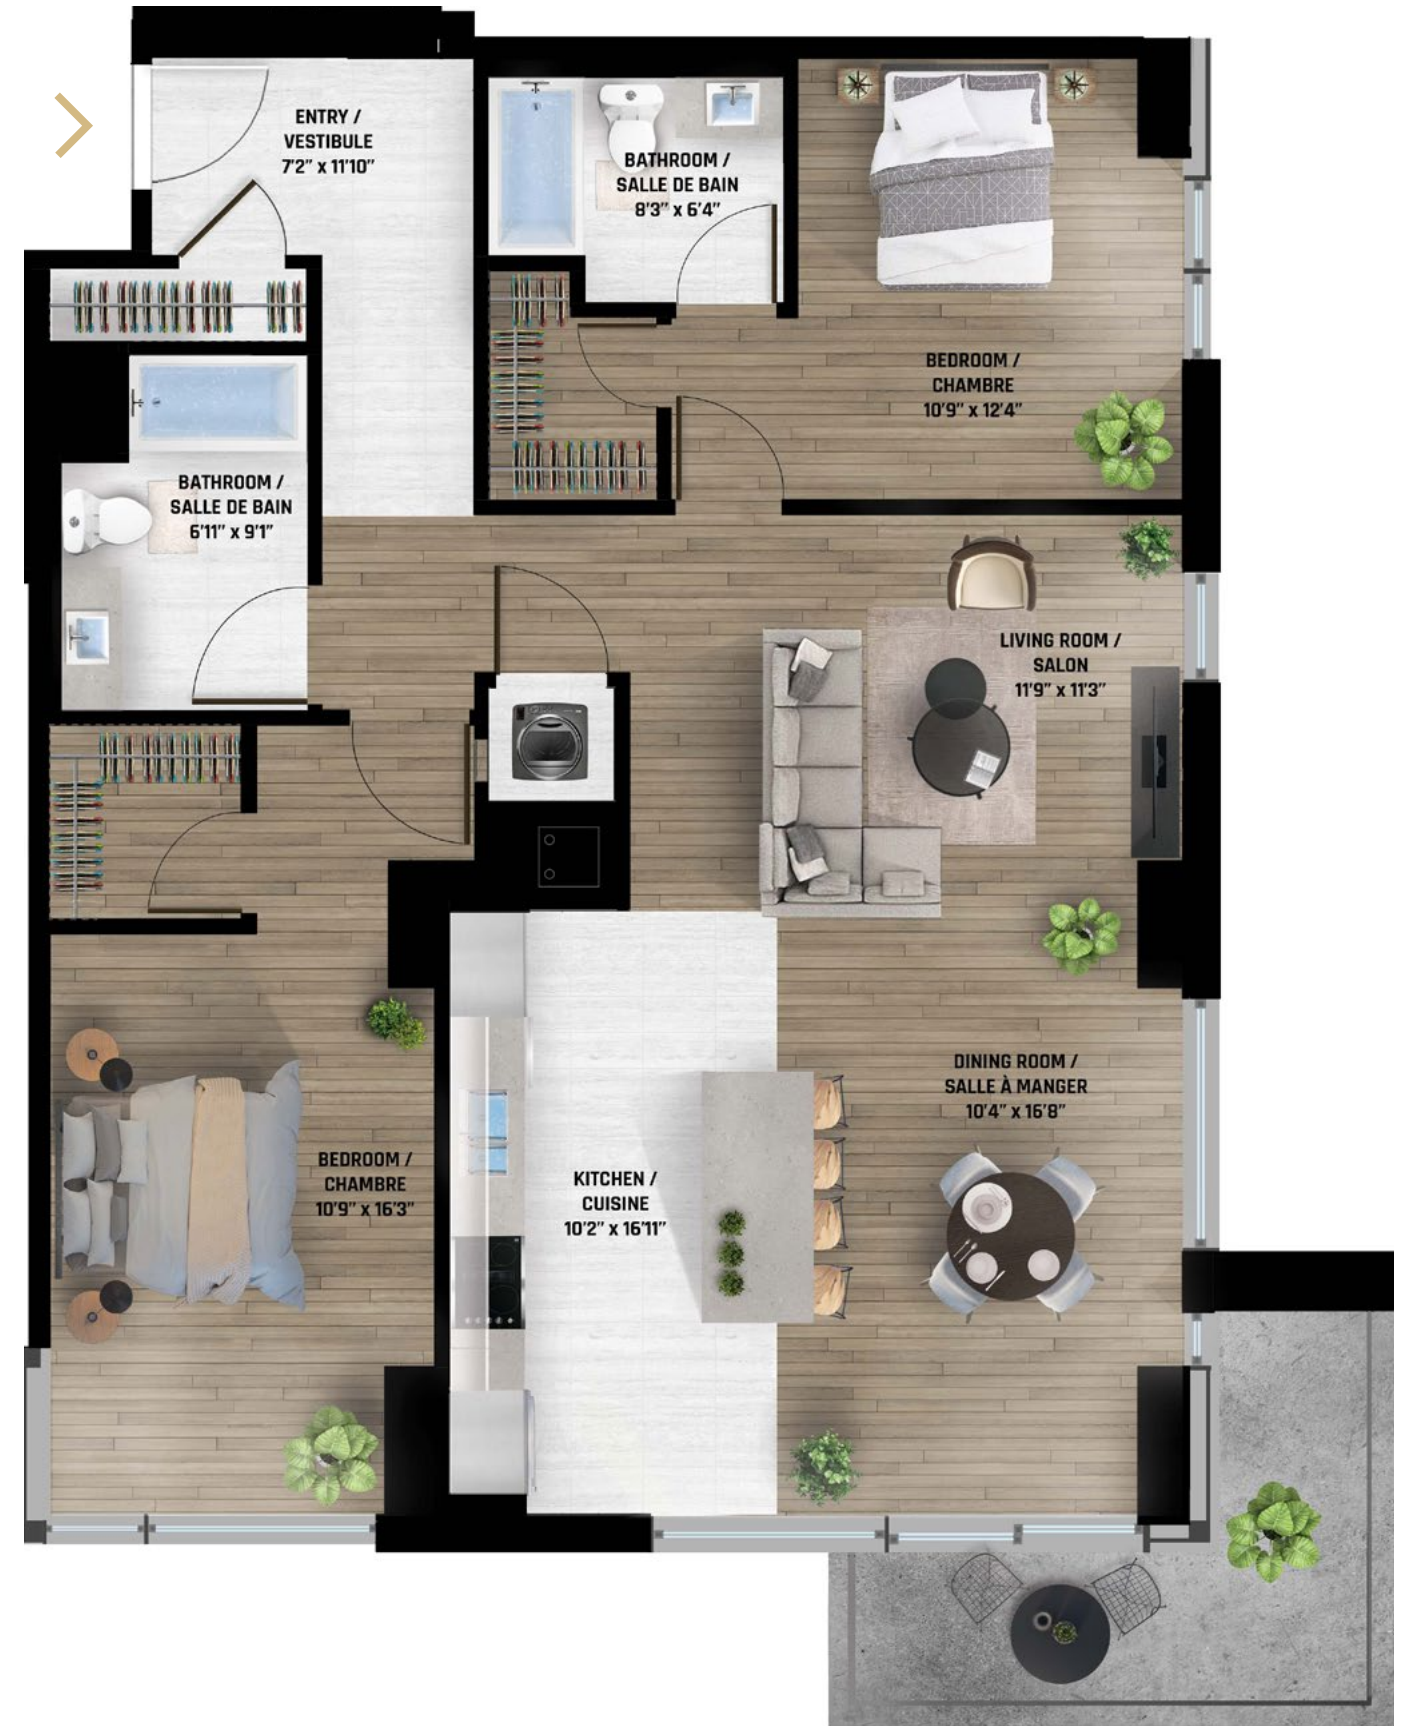 ENTRY /
VESTIBULE
7'2" x 11'10"
BATHROOM /
SALLE DE BAIN
8'3" x 6'4"
BEDROOM /
CHAMBRE
10'9" x 12'4"
BATHROOM /
SALLE DE BAIN
6'11" x 9'1"
LIVING ROOM /
SALON
11'9" x 11'3"
DINING ROOM /
SALLE À MANGER
10'4" x 16'8"
BEDROOM /
CHAMBRE
10'9" x 16'3"
KITCHEN /
CUISINE
10'2" x 16'11"